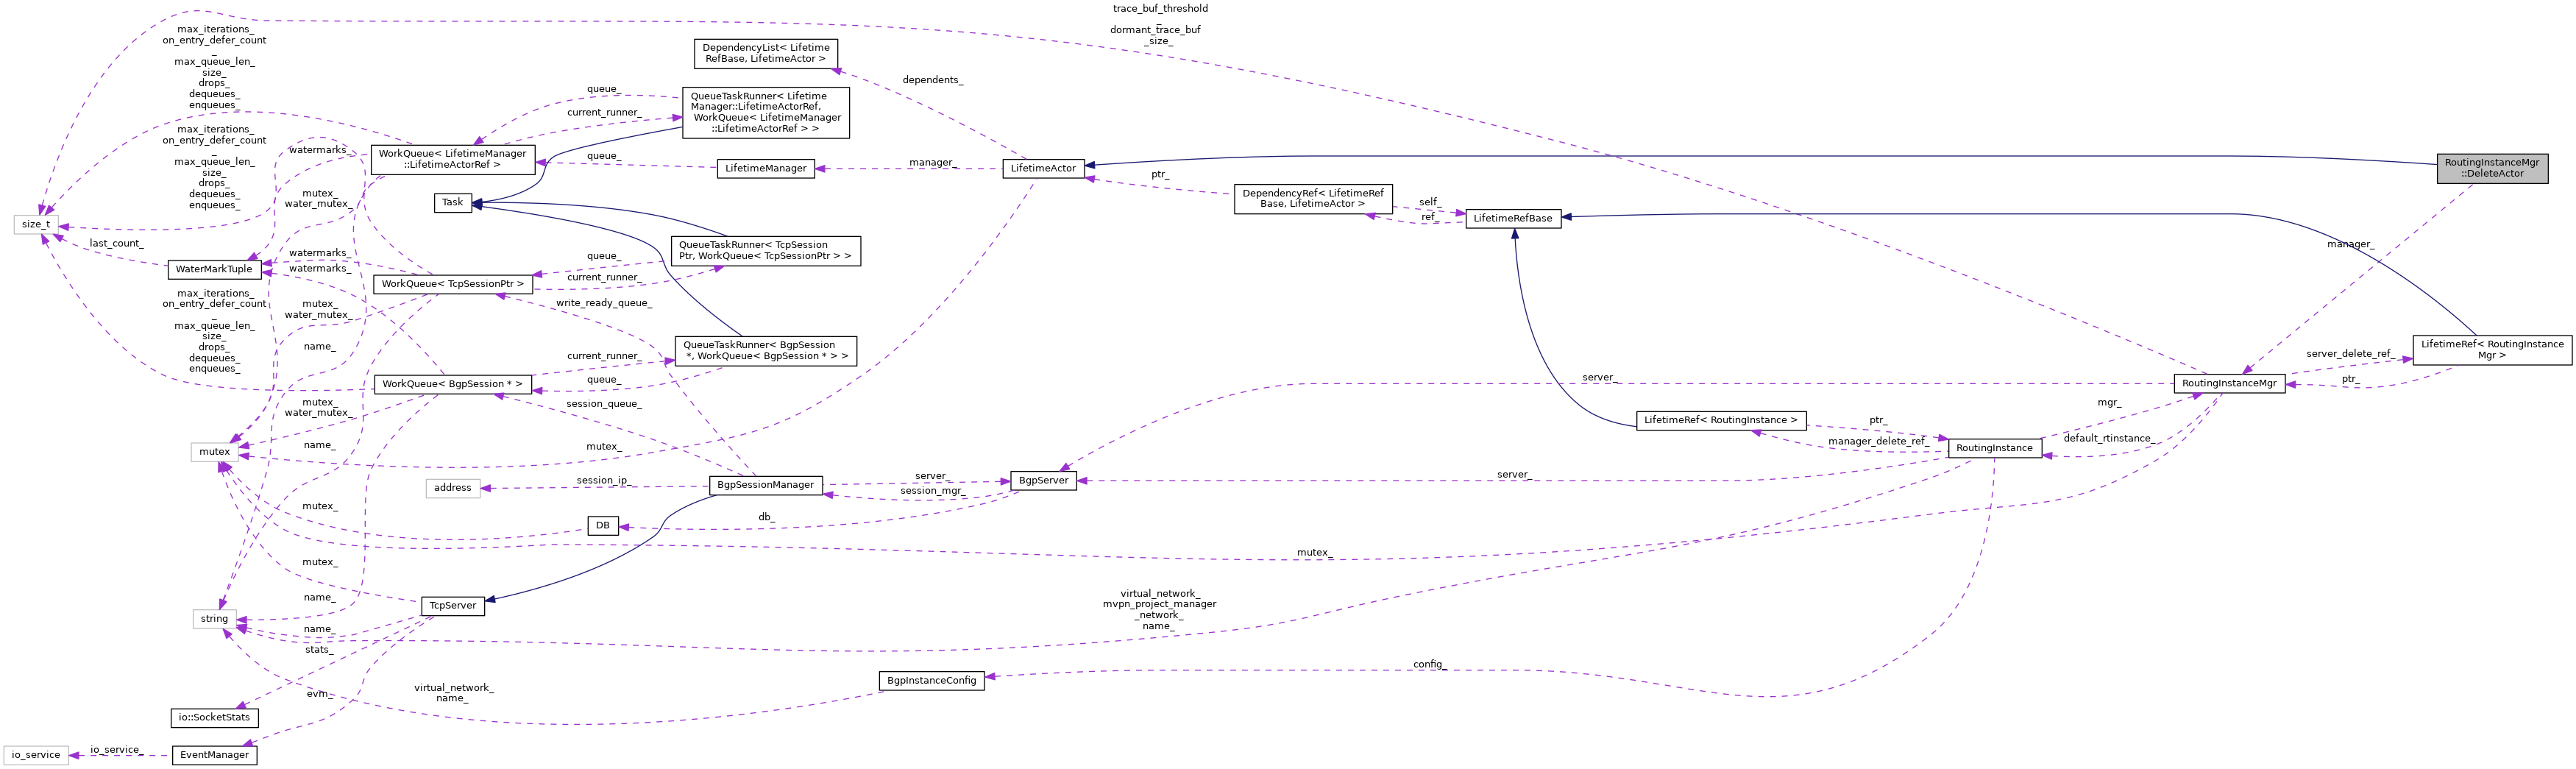 trace_buf_threshold
_
dormant_trace_buf
_size_
max_iterations_
on_entry_defer_count
_
max_queue_len_
size_
drops_
dequeues_
enqueues_
DependencyList< Lifetime
RefBase, LifetimeActor >
dependents_
queue_
current_runner_
QueueTaskRunner< Lifetime
Manager::LifetimeActorRef,
WorkQueue< LifetimeManager
::LifetimeActorRef > >
max_iterations_
on_entry_defer_count
_
max_queue_len_
size_
drops_
dequeues_
enqueues_
watermarks_
WorkQueue< LifetimeManager
::LifetimeActorRef >
queue_
LifetimeManager
manager_
LifetimeActor
RoutingInstanceMgr
::DeleteActor
ptr_
mutex_
water_mutex_
Task
DependencyRef< LifetimeRef
Base, LifetimeActor >
self_
ref_
LifetimeRefBase
size_t
last_count_
WaterMarkTuple
watermarks_
watermarks_
QueueTaskRunner< TcpSession
Ptr, WorkQueue< TcpSessionPtr > >
queue_
current_runner_
WorkQueue< TcpSessionPtr >
manager_
max_iterations_
on_entry_defer_count
_
max_queue_len_
size_
drops_
dequeues_
enqueues_
mutex_
water_mutex_
write_ready_queue_
name_
QueueTaskRunner< BgpSession
*, WorkQueue< BgpSession * > >
current_runner_
queue_
WorkQueue< BgpSession * >
session_queue_
server_
RoutingInstanceMgr
server_delete_ref_
ptr_
LifetimeRef< RoutingInstance
Mgr >
mutex_
water_mutex_
name_
mutex
mutex_
LifetimeRef< RoutingInstance >
ptr_
manager_delete_ref_
mgr_
default_rtinstance_
RoutingInstance
address
session_ip_
BgpSessionManager
server_
session_mgr_
BgpServer
server_
mutex_
DB
db_
mutex_
mutex_
name_
string
TcpServer
name_
virtual_network_
mvpn_project_manager
_network_
name_
stats_
evm_
virtual_network_
name_
BgpInstanceConfig
config_
io::SocketStats
io_service
io_service_
EventManager